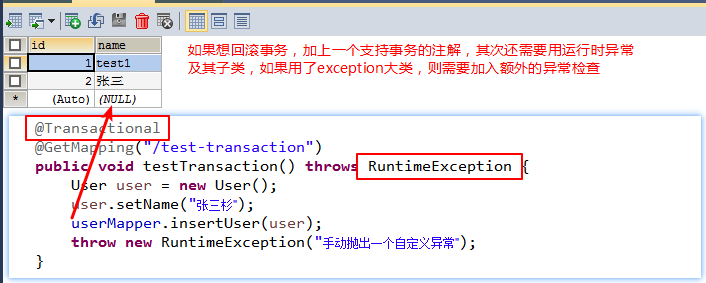 id name
1 test1
2 张三
* (Auto) (NULL)
如果想回滚事务，加上一个支持事务的注解，其次还需要用运行时异常
及其子类，如果用了exception大类，则需要加入额外的异常检查
@Transactional
@GetMapping("/test-transaction")
public void testTransaction() throws RuntimeException {
User user = new User();
user.setName("张三杉");
userMapper.insertUser(user);
throw new RuntimeException("手动抛出一个自定义异常");
}